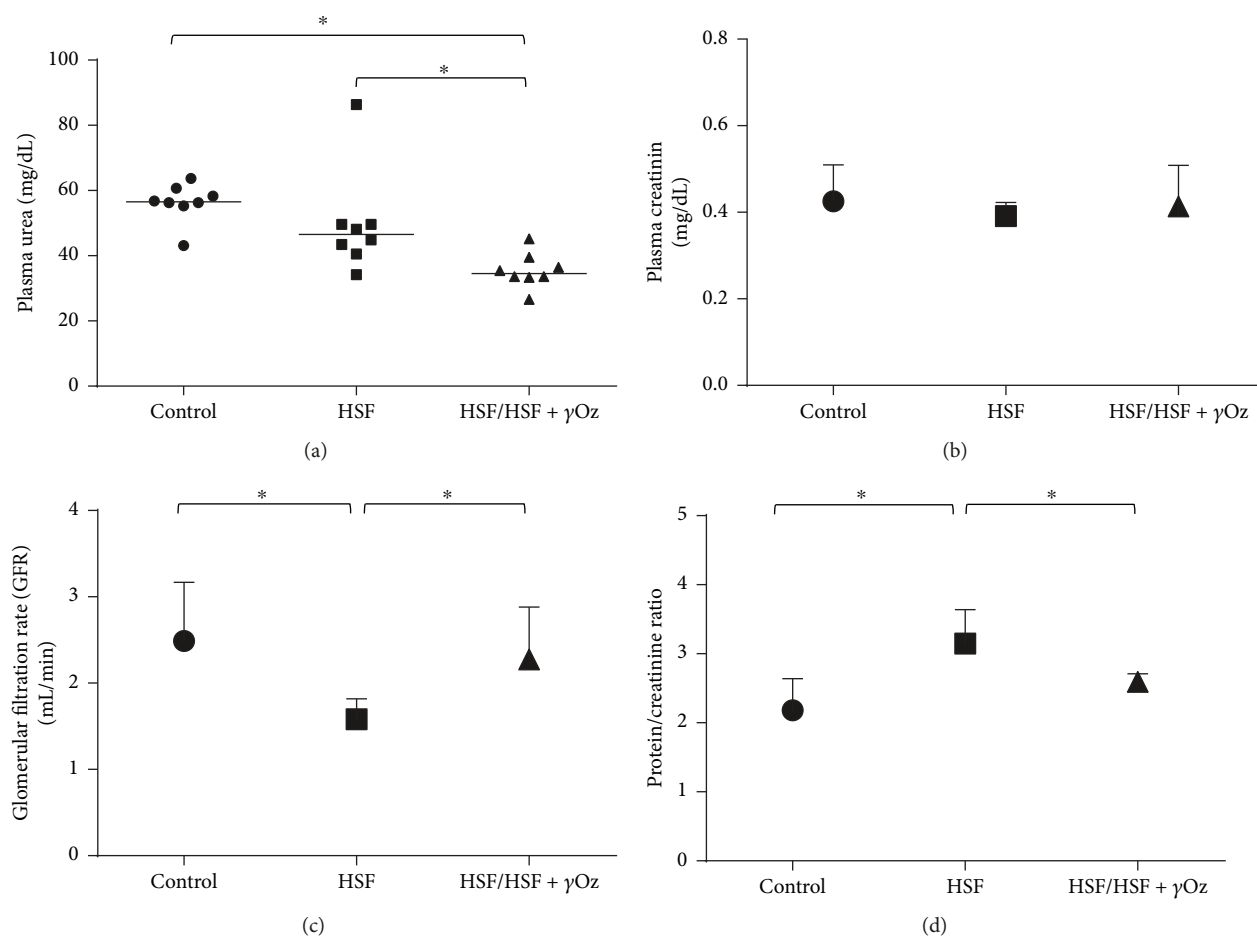 *
*
100
80
60
40
20
0
Plasma urea (mg/dL)
Control
HSF
HSF/HSF + γOz
(a)
0.8
0.6
0.4
0.2
0.0
Plasma creatinin
(mg/dL)
Control
HSF
HSF/HSF + γOz
(b)
*
*
4
3
2
1
0
Glomerular filtration rate (GFR)
(mL/min)
Control
HSF
HSF/HSF + γOz
(c)
*
*
5
4
3
2
1
0
Protein/creatinine ratio
Control
HSF
HSF/HSF + γOz
(d)